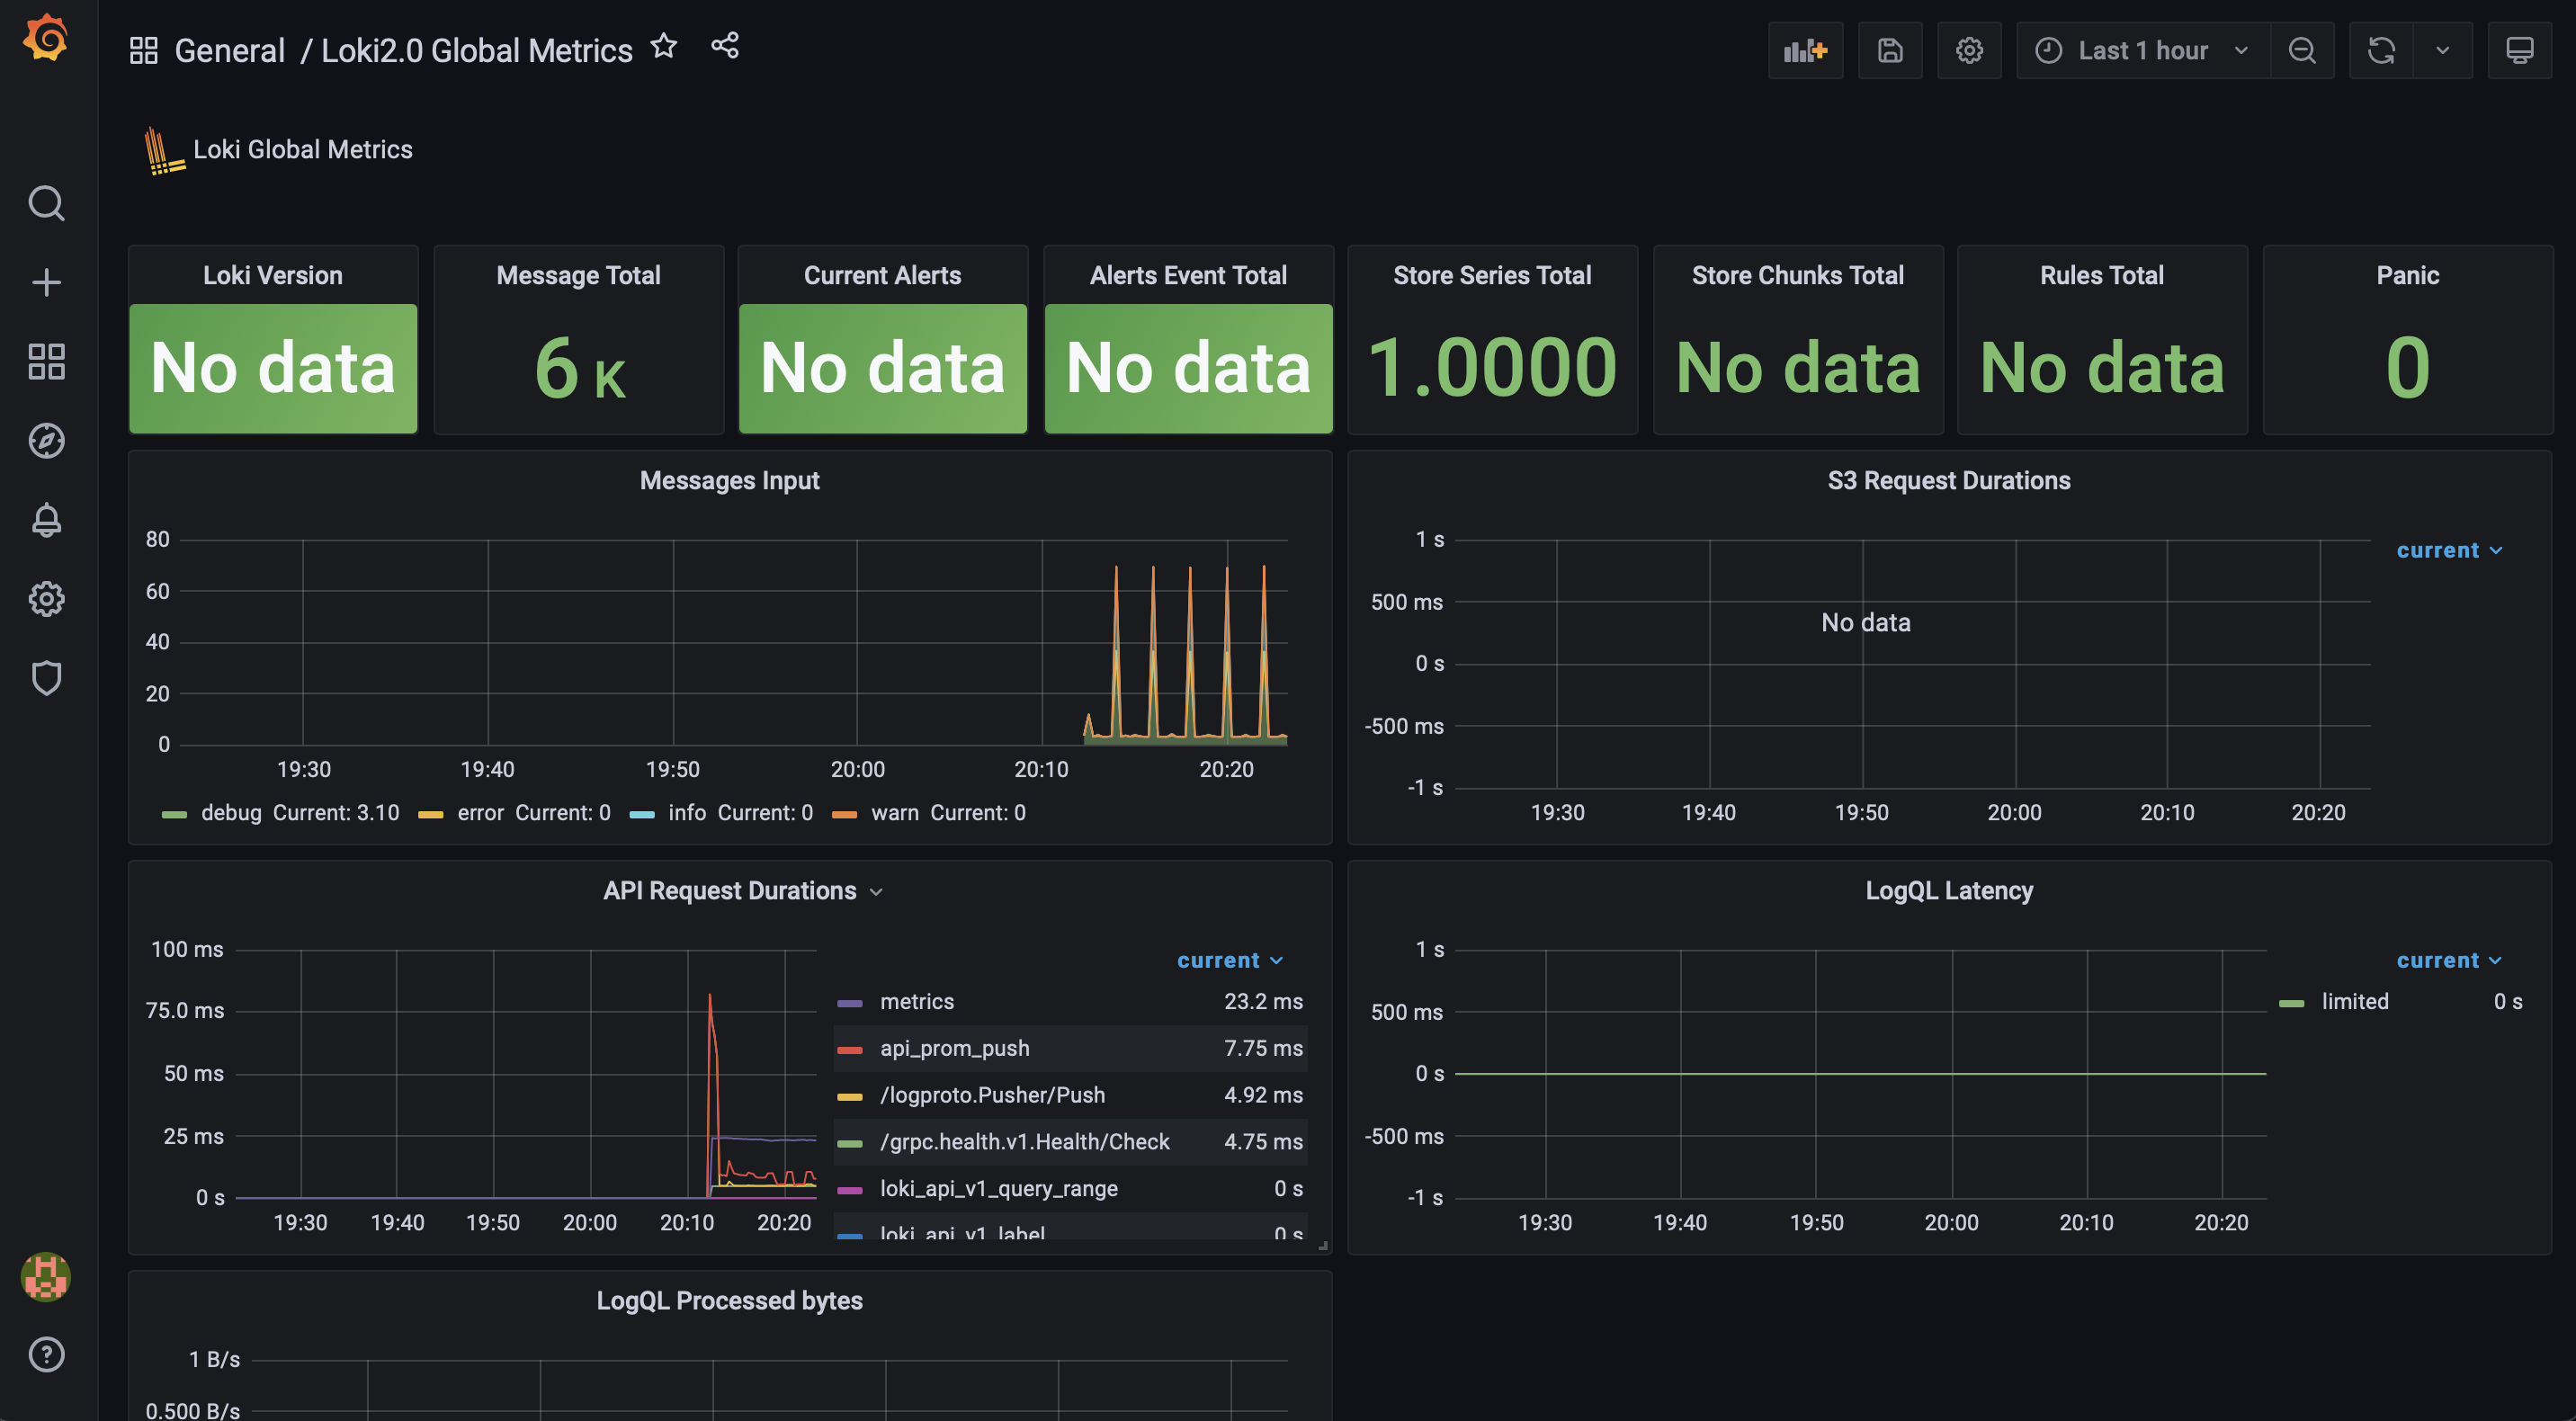 General / Loki2.0 Global Metrics
Last 1 hour
Loki Global Metrics
Loki Version
No data
Message Total
6 K
Current Alerts
No data
Alerts Event Total
No data
Store Series Total
1.0000
Store Chunks Total
No data
Rules Total
No data
Panic
0
Messages Input
80
60
40
20
0
19:30 19:40 19:50 20:00 20:10 20:20
debug Current: 3.10 error Current: 0 info Current: 0 warn Current: 0
S3 Request Durations
1 s
500 ms
0 s
-500 ms
-1 s
No data
current
19:30 19:40 19:50 20:00 20:10 20:20
API Request Durations
100 ms
75.0 ms
50 ms
25 ms
0 s
19:30 19:40 19:50 20:00 20:10 20:20
current
metrics 23.2 ms
api_prom_push 7.75 ms
/logproto.Pusher/Push 4.92 ms
/grpc.health.v1.Health/Check 4.75 ms
loki_api_v1_query_range 0 s
loki_api_v1_label 0 s
LogQL Latency
1 s
500 ms
0 s
-500 ms
-1 s
19:30 19:40 19:50 20:00 20:10 20:20
current
limited 0 s
LogQL Processed bytes
1 B/s
0.500 B/s